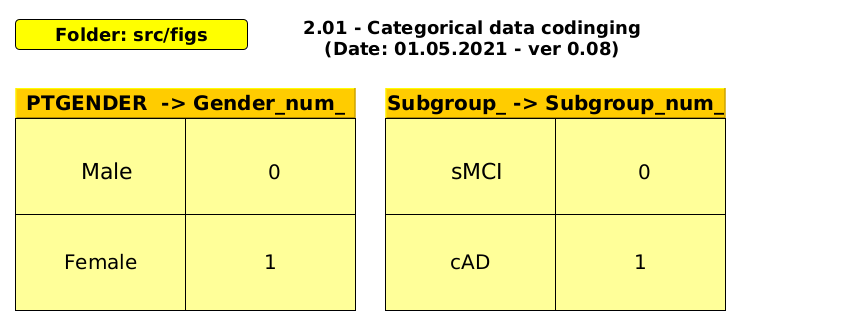 Folder: src/figs
2.01 - Categorical data codinging
(Date: 01.05.2021 - ver 0.08)
PTGENDER  -> Gender_num_
Male 0
Female 1
Subgroup_ -> Subgroup_num_
sMCI 0
cAD 1